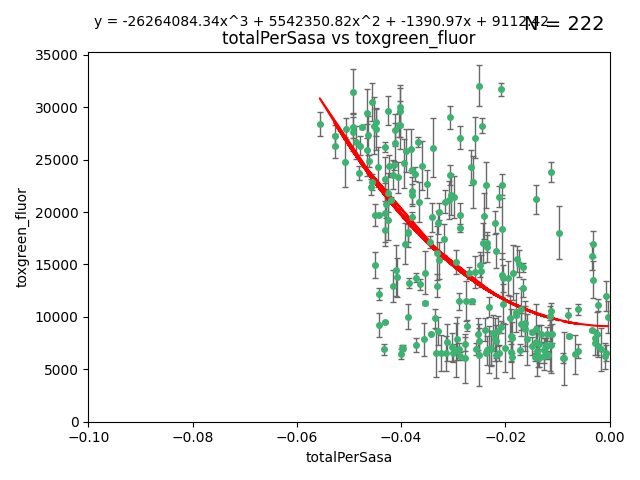 y = -26264084.34x^3 + 5542350.82x^2 + -1390.97x + 9112.42
N = 222
totalPerSasa vs toxgreen_fluor
35000
30000
25000
20000
15000
10000
5000
0
toxgreen_fluor
−0.10 −0.08 −0.06 −0.04 −0.02 0.00
totalPerSasa